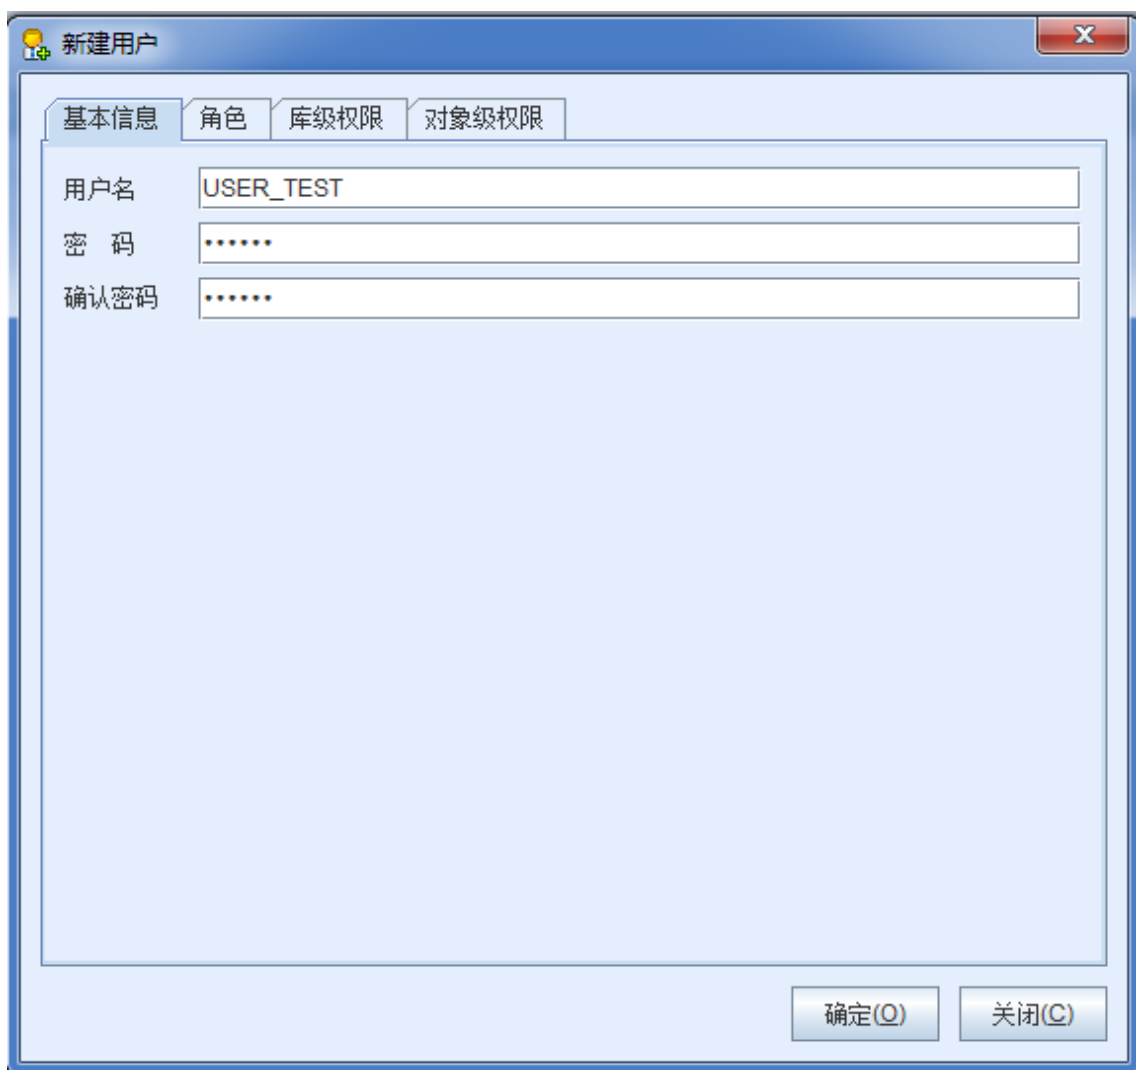 新建用户
基本信息 角色 库级权限 对象级权限
用户名 USER_TEST
密 码 ••••••
确认密码 ••••••
确定(O) 关闭(C)